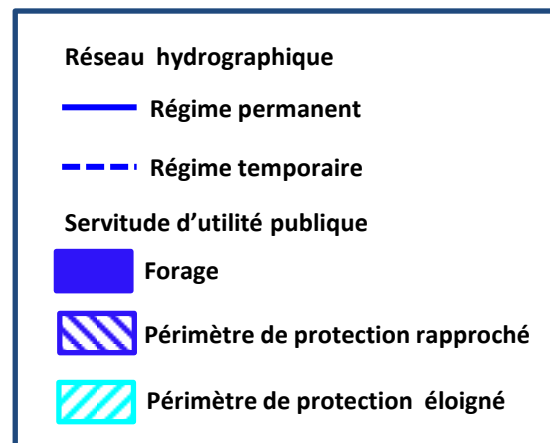 Réseau hydrographique
Régime permanent
Régime temporaire
Servitude d’utilité publique
Forage
Périmètre de protection rapproché
Périmètre de protection éloigné